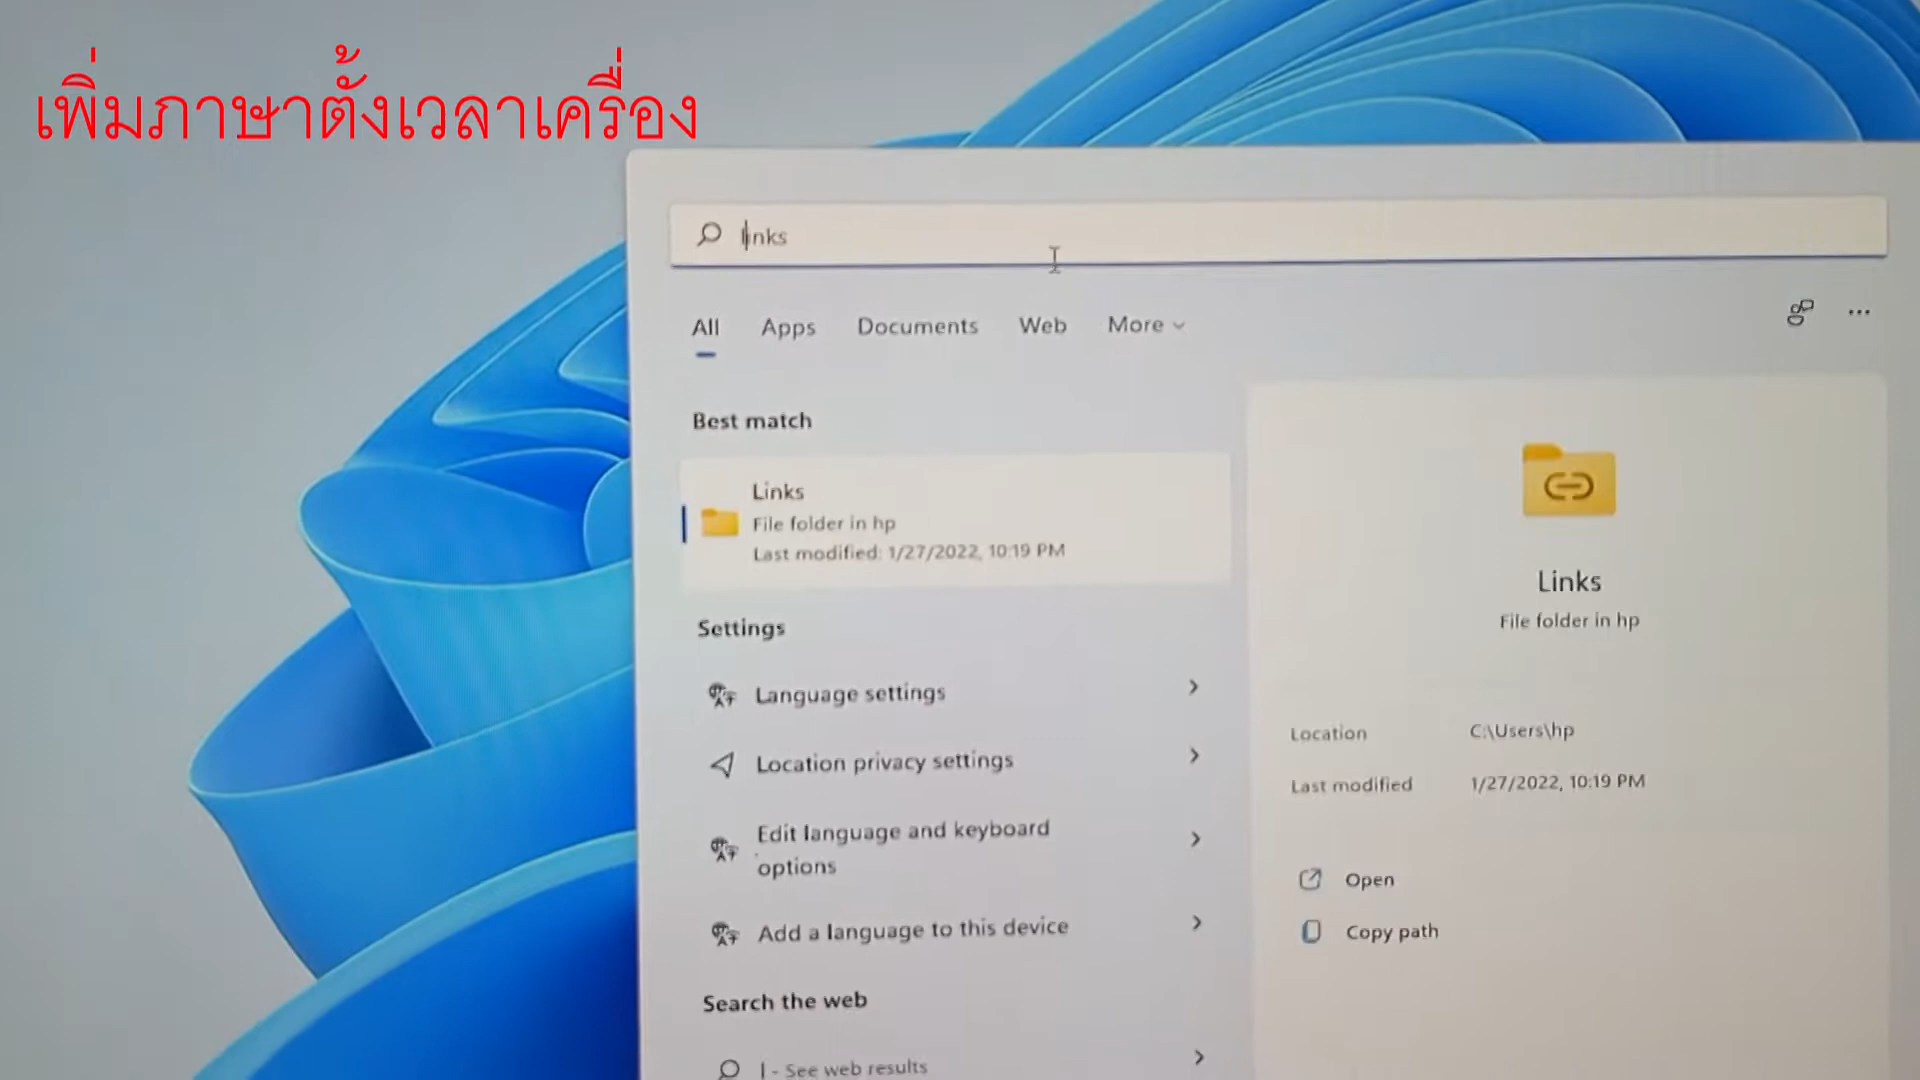 เพิ่มภาษาตั้งเวลาเครื่อง
links
All Apps Documents Web More
Best match
Links
File folder in hp
Last modified: 1/27/2022, 10:19 PM
Settings
Language settings
Location privacy settings
Edit language and keyboard
options
Add a language to this device
Search the web
l - See web results
Links
File folder in hp
Location C:\Users\hp
Last modified 1/27/2022, 10:19 PM
Open
Copy path